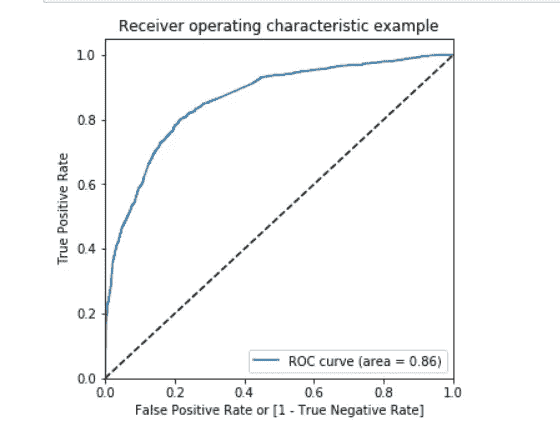 Receiver operating characteristic example
1.0
0.8
0.6
0.4
0.2
0.0
True Positive Rate
ROC curve (area = 0.86)
0.0 0.2 0.4 0.6 0.8 1.0
False Positive Rate or [1 - True Negative Rate]